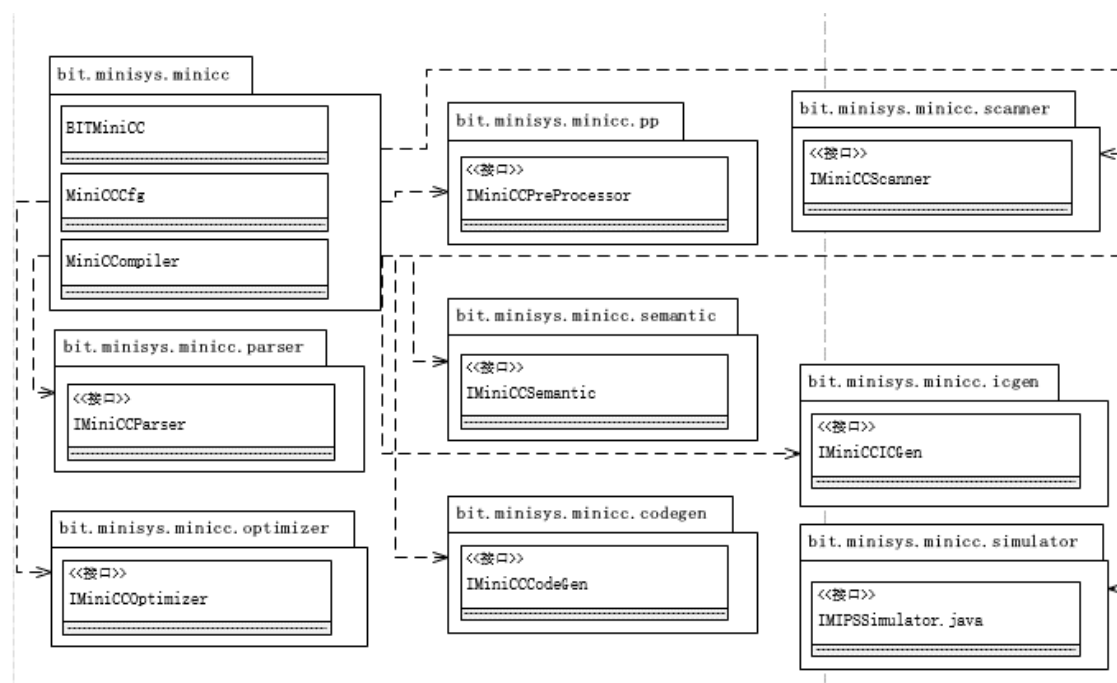 bit.minisys.minicc
BITMiniCC
MiniCCCfg
MiniCCompiler
bit.minisys.minicc.pp
<<接口>>
IMiniCCPreProcessor
bit.minisys.minicc.scanner
<<接口>>
IMiniCCScanner
bit.minisys.minicc.parser
<<接口>>
IMiniCCParser
bit.minisys.minicc.semantic
<<接口>>
IMiniCCSemantic
bit.minisys.minicc.icgen
<<接口>>
IMiniCCICGen
bit.minisys.minicc.optimizer
<<接口>>
IMiniCCOptimizer
bit.minisys.minicc.codegen
<<接口>>
IMiniCCCodeGen
bit.minisys.minicc.simulator
<<接口>>
IMIPSSimulator.java